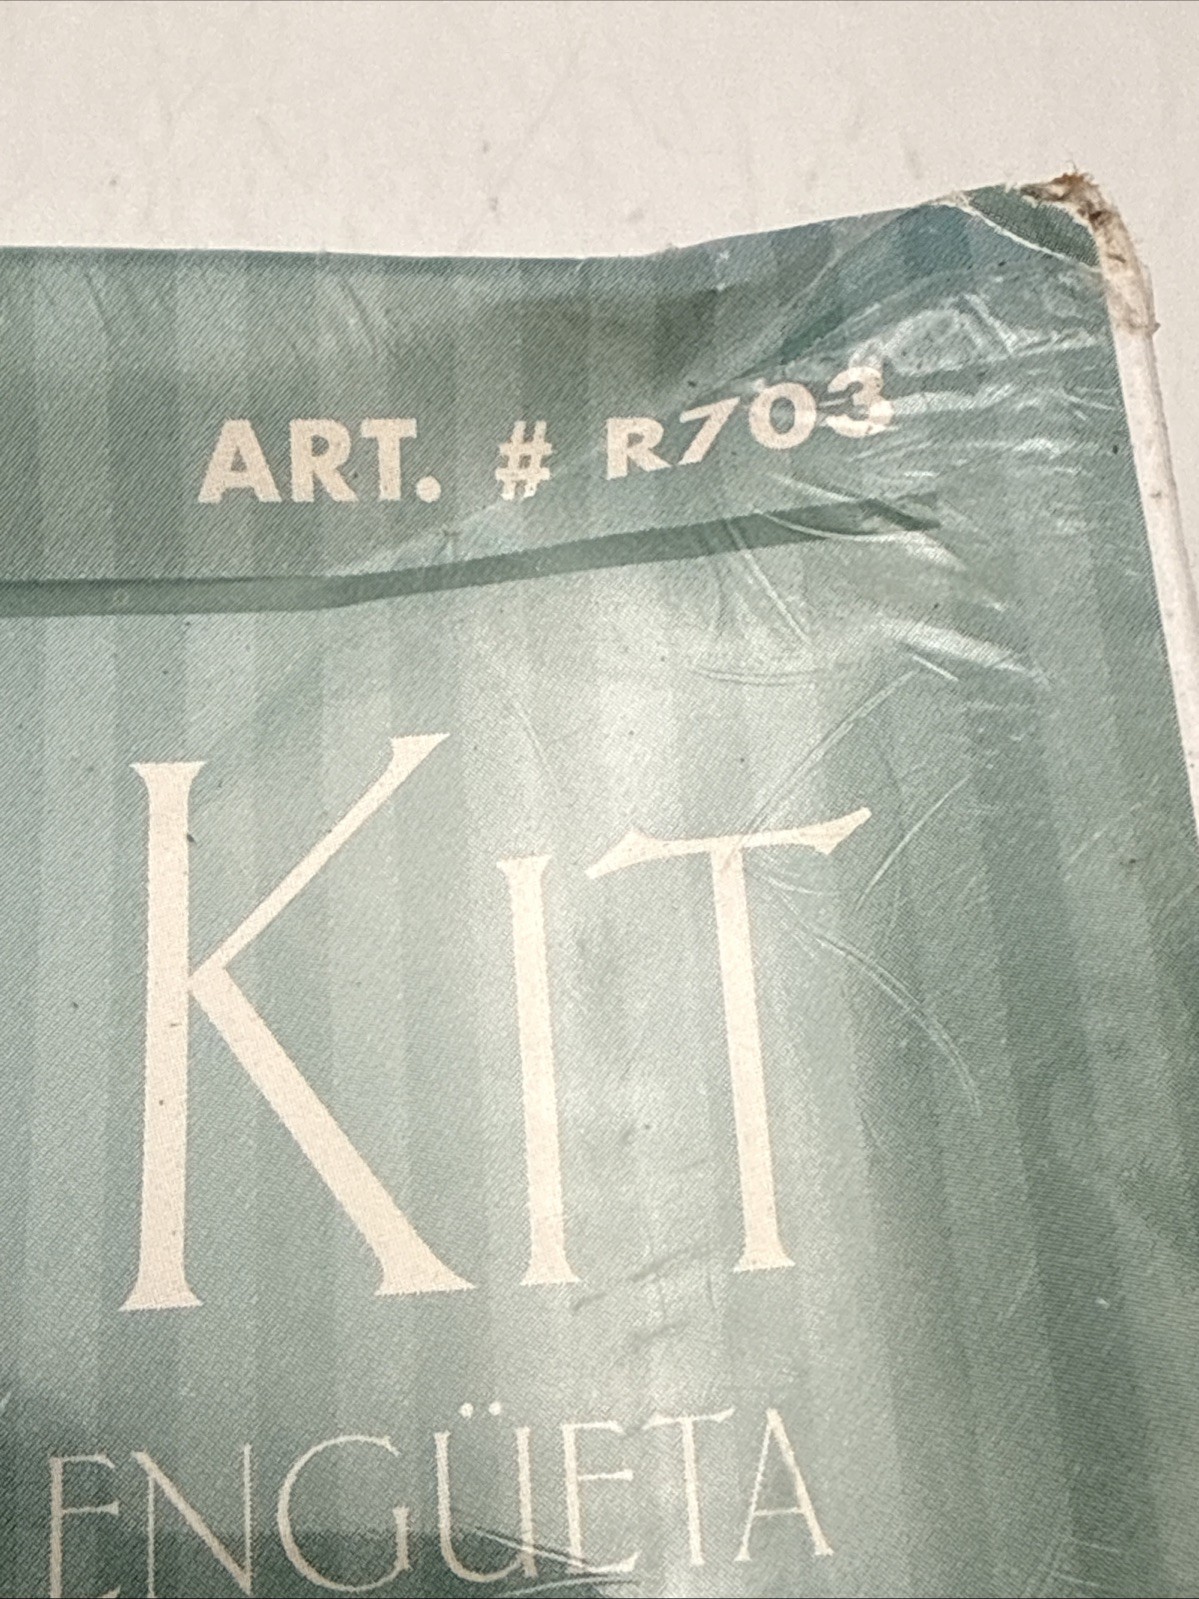 ART. # R703
KIT
ENGÜETA